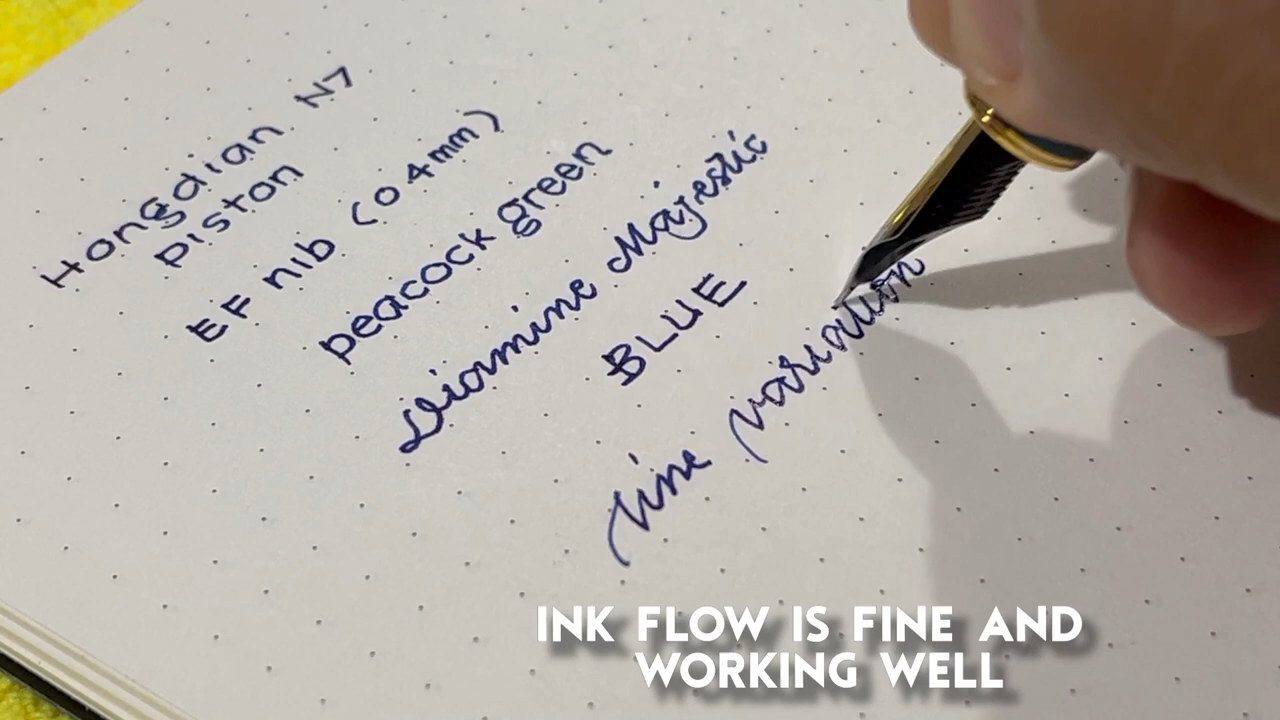 Hongdian N7
piston
EF nib (0.4mm)
peacock green
Diamine Majestic
BLUE
line variation
INK FLOW IS FINE AND
WORKING WELL